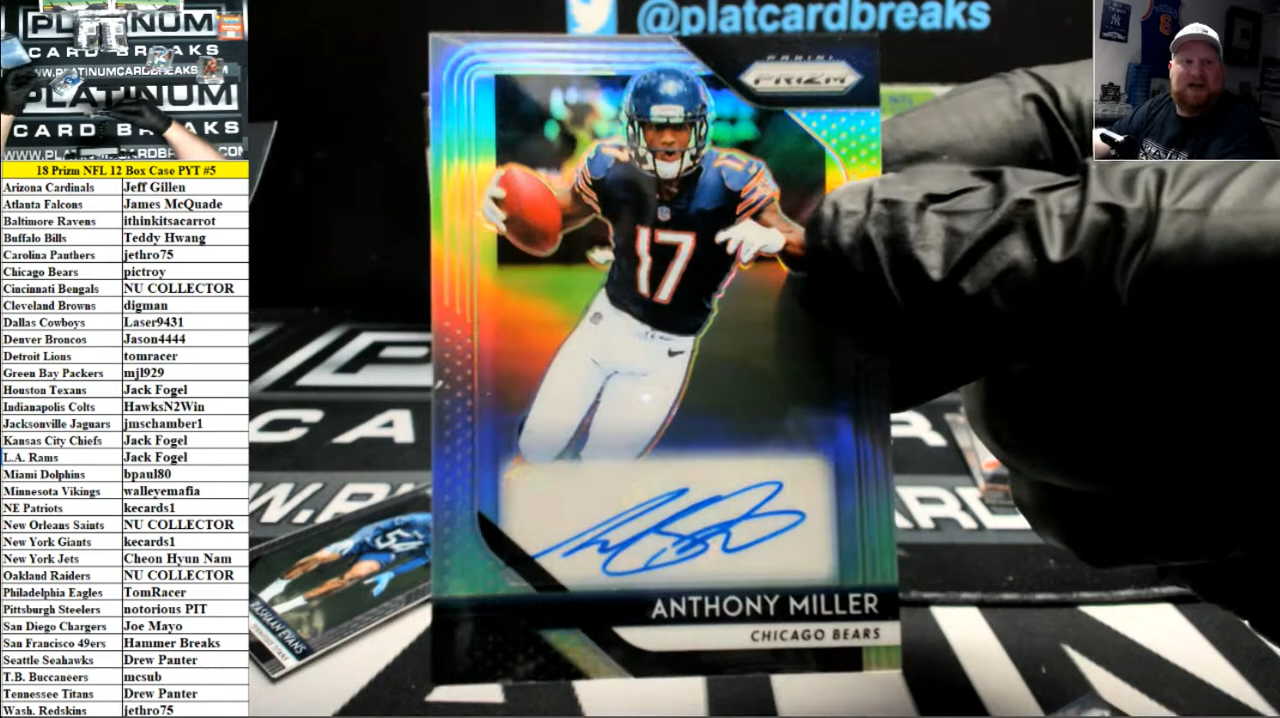 PLATINUM
CARD BREAKS
WWW.PLATINUMCARDBREAKS.COM
PLATINUM
CARD BREAKS
18 Prizm NFL 12 Box Case PYT #5
Arizona Cardinals Jeff Gillen
Atlanta Falcons James McQuade
Baltimore Ravens ithinkitsacarrot
Buffalo Bills Teddy Hwang
Carolina Panthers jethro75
Chicago Bears pictroy
Cincinnati Bengals NU COLLECTOR
Cleveland Browns digman
Dallas Cowboys Laser9431
Denver Broncos Jason4444
Detroit Lions tomracer
Green Bay Packers mjl929
Houston Texans Jack Fogel
Indianapolis Colts HawksN2Win
Jacksonville Jaguars jmschamber1
Kansas City Chiefs Jack Fogel
L.A. Rams Jack Fogel
Miami Dolphins bpaul80
Minnesota Vikings walleyemafia
NE Patriots kecards1
New Orleans Saints NU COLLECTOR
New York Giants kecards1
New York Jets Cheon Hyun Nam
Oakland Raiders NU COLLECTOR
Philadelphia Eagles TomRacer
Pittsburgh Steelers notorious PIT
San Diego Chargers Joe Mayo
San Francisco 49ers Hammer Breaks
Seattle Seahawks Drew Panter
T.B. Buccaneers mcsub
Tennessee Titans Drew Panter
Wash. Redskins jethro75
@platcardbreaks
PANINI
PRIZM
17
ANTHONY MILLER
CHICAGO BEARS
RASHAAN EVANS